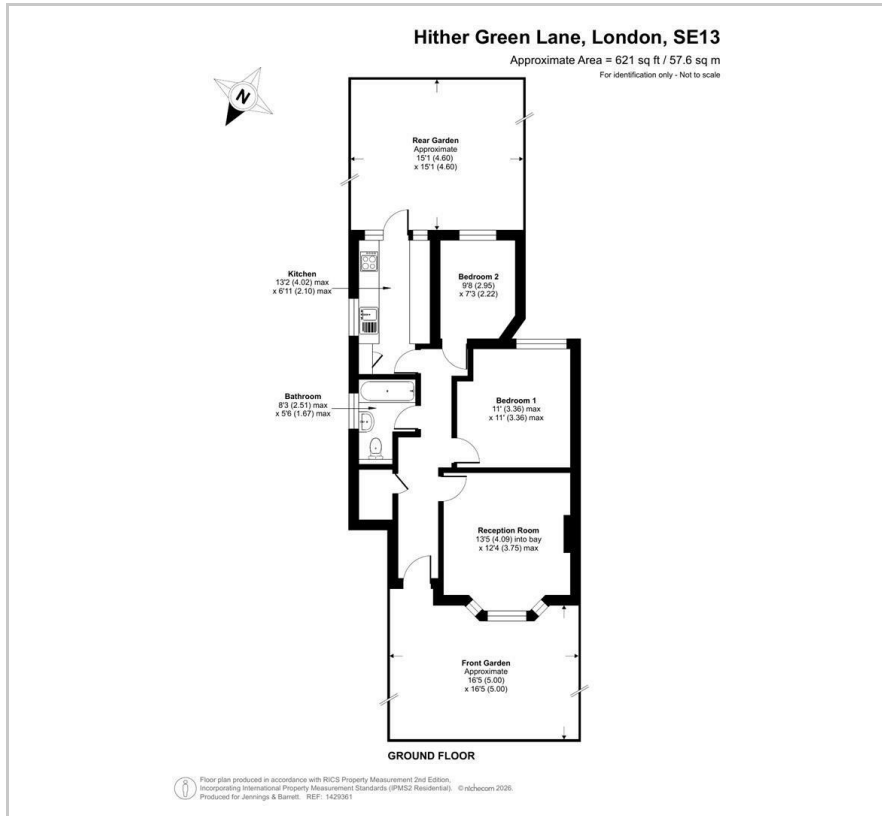 Hither Green Lane, London, SE13
Approximate Area = 621 sq ft / 57.6 sq m
For identification only - Not to scale
N
Rear Garden
Approximate
15'1 (4.60)
x 15'1 (4.60)
Kitchen
13'2 (4.02) max
x 6'11 (2.10) max
Bedroom 2
9'8 (2.95)
x 7'3 (2.22)
Bathroom
8'3 (2.51) max
x 5'6 (1.67) max
Bedroom 1
11' (3.36) max
x 11' (3.36) max
Reception Room
13'5 (4.09) into bay
x 12'4 (3.75) max
Front Garden
Approximate
16'5 (5.00)
x 16'5 (5.00)
GROUND FLOOR
Floor plan produced in accordance with RICS Property Measurement 2nd Edition,
Incorporating International Property Measurement Standards (IPMS2 Residential). © nichecom 2026.
Produced for Jennings & Barrett. REF: 1429361